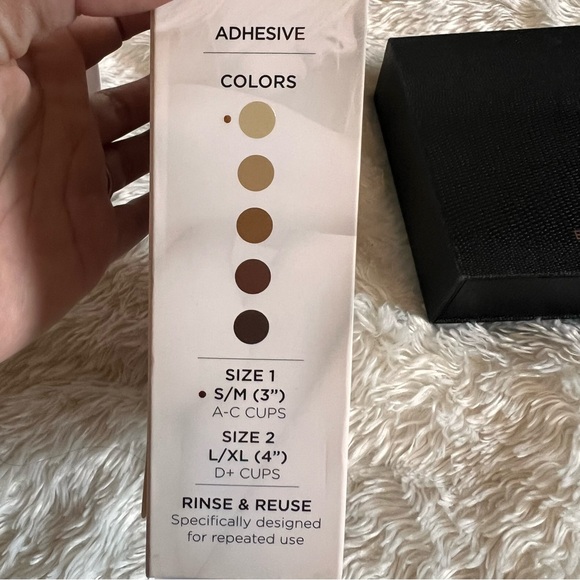 ADHESIVE
COLORS
SIZE 1
S/M (3")
A-C CUPS
SIZE 2
L/XL (4")
D+ CUPS
RINSE & REUSE
Specifically designed
for repeated use